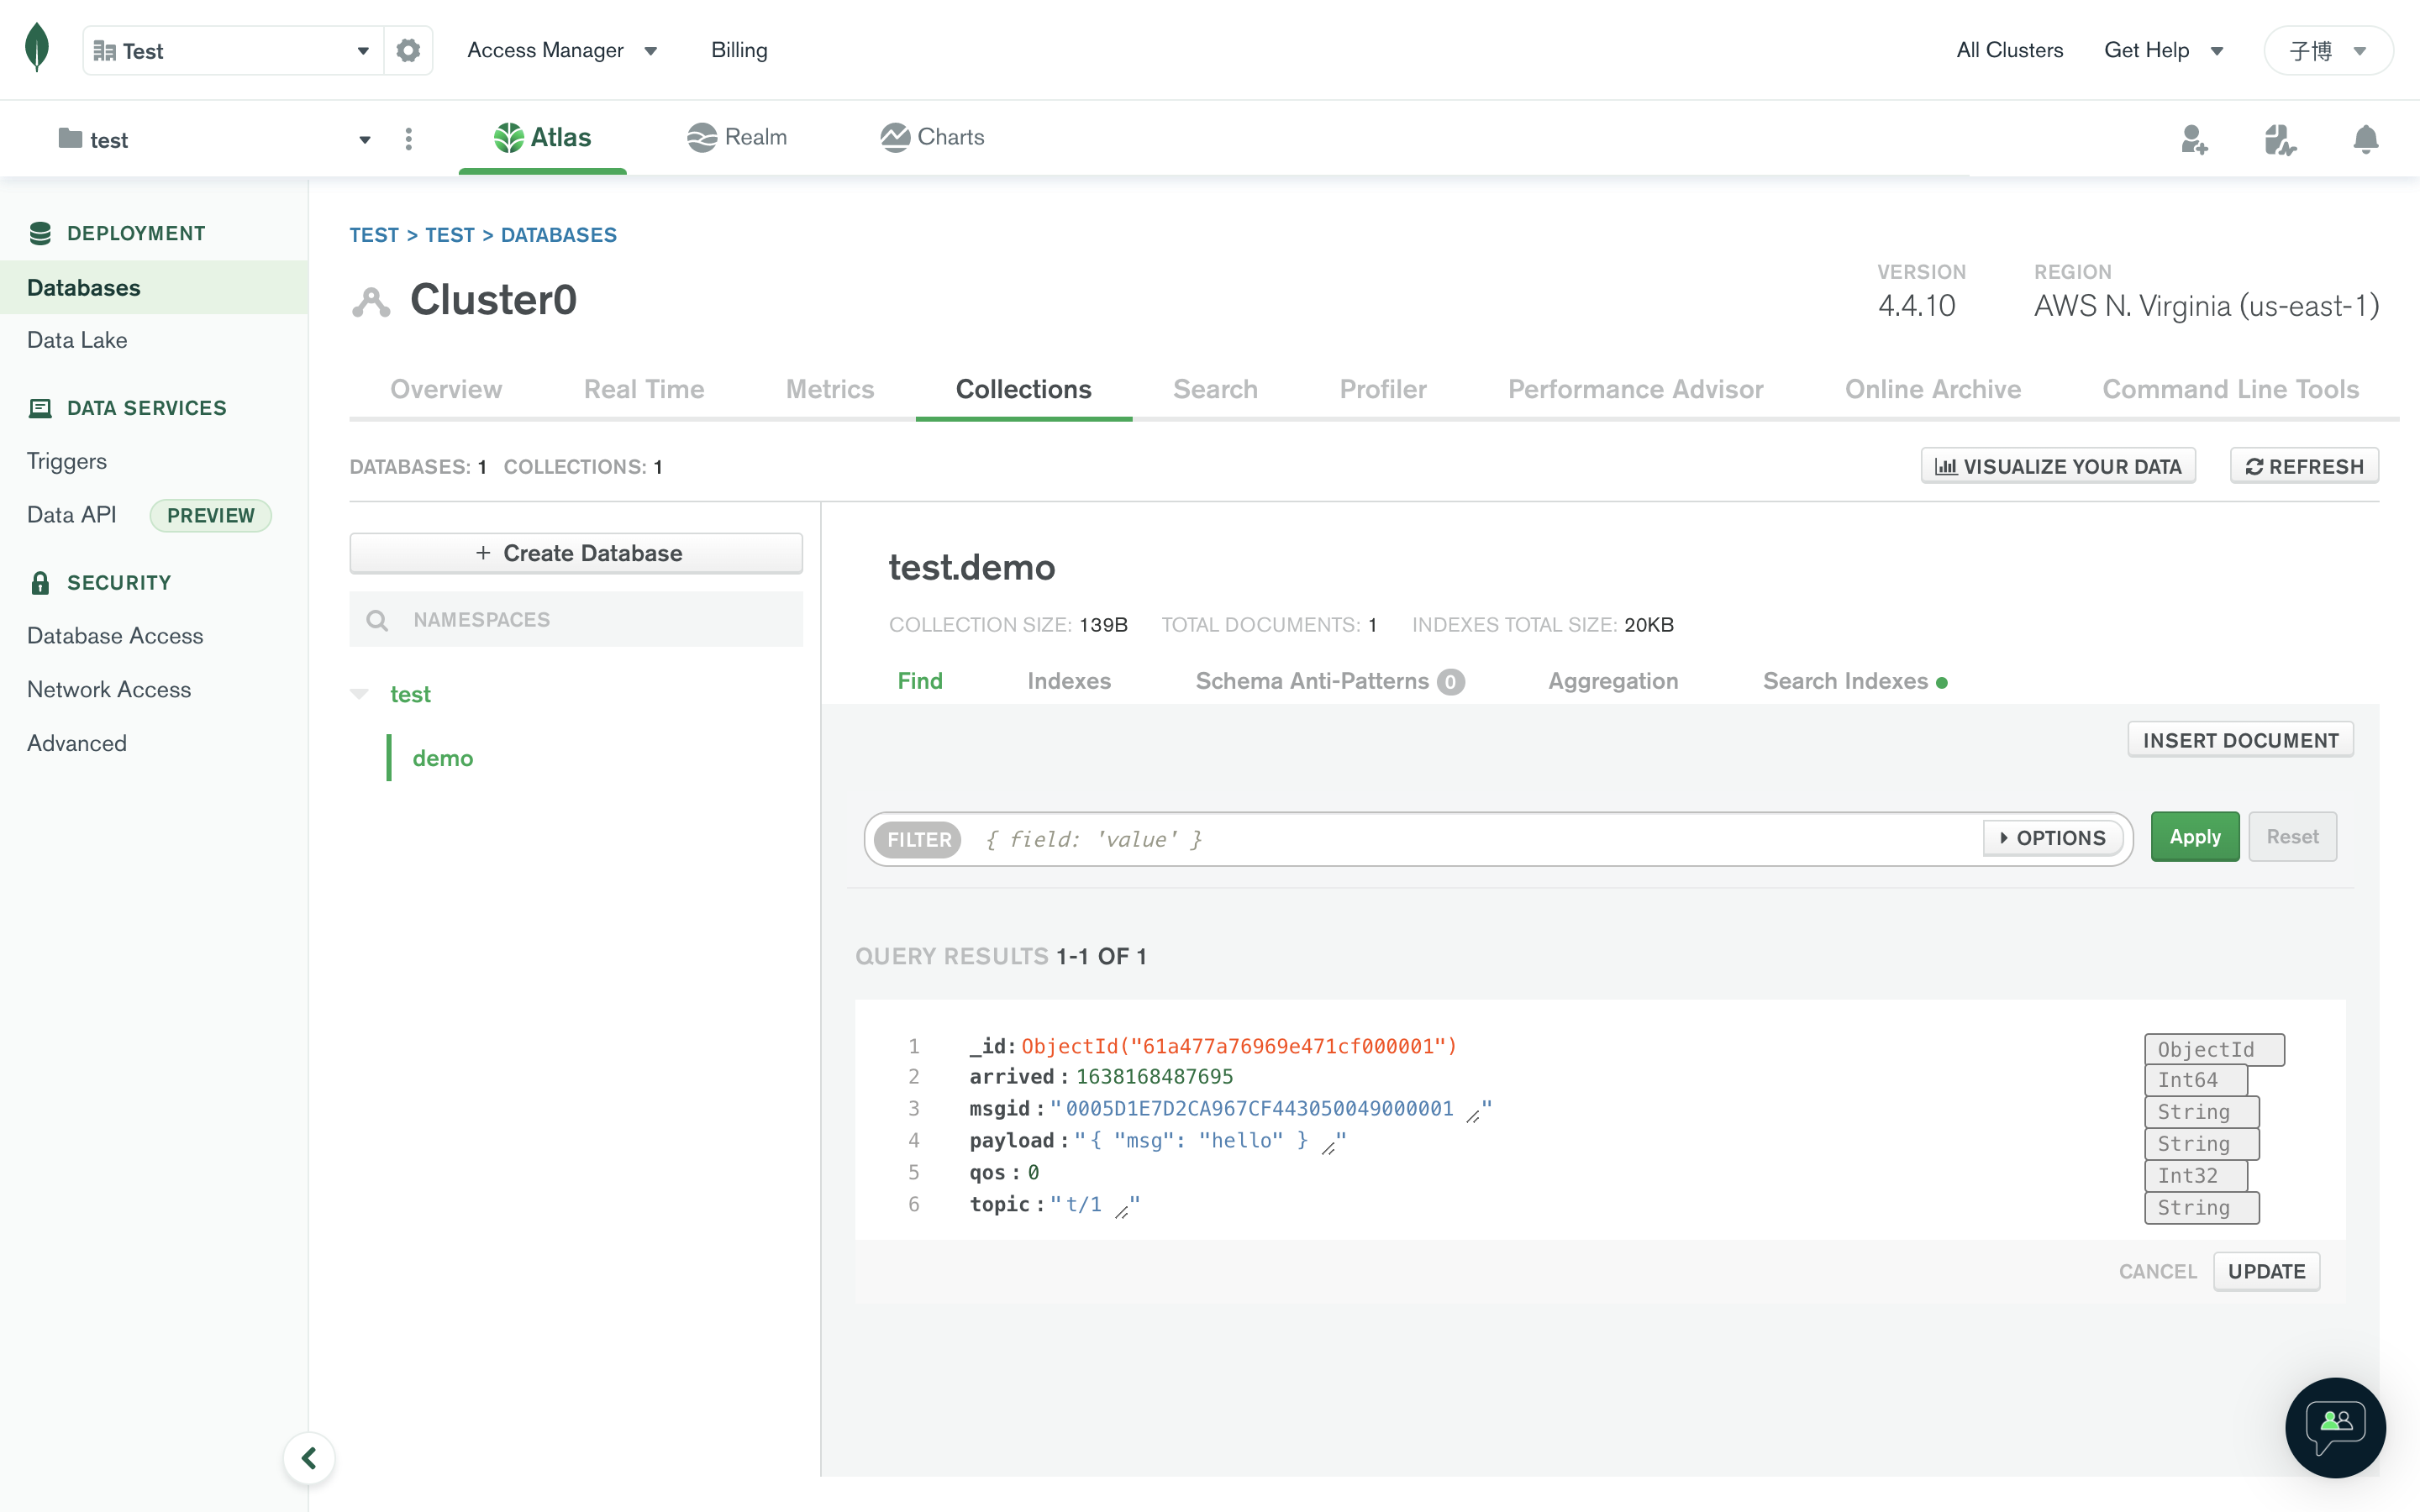 Test
Access Manager
Billing
All Clusters
Get Help
子博
test
Atlas
Realm
Charts
DEPLOYMENT
Databases
Data Lake
DATA SERVICES
Triggers
Data API PREVIEW
SECURITY
Database Access
Network Access
Advanced
TEST > TEST > DATABASES
Cluster0
VERSION
4.4.10
REGION
AWS N. Virginia (us-east-1)
Overview
Real Time
Metrics
Collections
Search
Profiler
Performance Advisor
Online Archive
Command Line Tools
DATABASES: 1 COLLECTIONS: 1
VISUALIZE YOUR DATA
REFRESH
+ Create Database
NAMESPACES
test
demo
test.demo
COLLECTION SIZE: 139B TOTAL DOCUMENTS: 1 INDEXES TOTAL SIZE: 20KB
Find
Indexes
Schema Anti-Patterns 0
Aggregation
Search Indexes
INSERT DOCUMENT
FILTER { field: 'value' }
OPTIONS
Apply
Reset
QUERY RESULTS 1-1 OF 1
1 _id: ObjectId("61a477a76969e471cf000001") ObjectId
2 arrived : 1638168487695 Int64
3 msgid : "0005D1E7D2CA967CF443050049000001 " String
4 payload : "{ "msg": "hello" } " String
5 qos : 0 Int32
6 topic : "t/1 " String
CANCEL
UPDATE